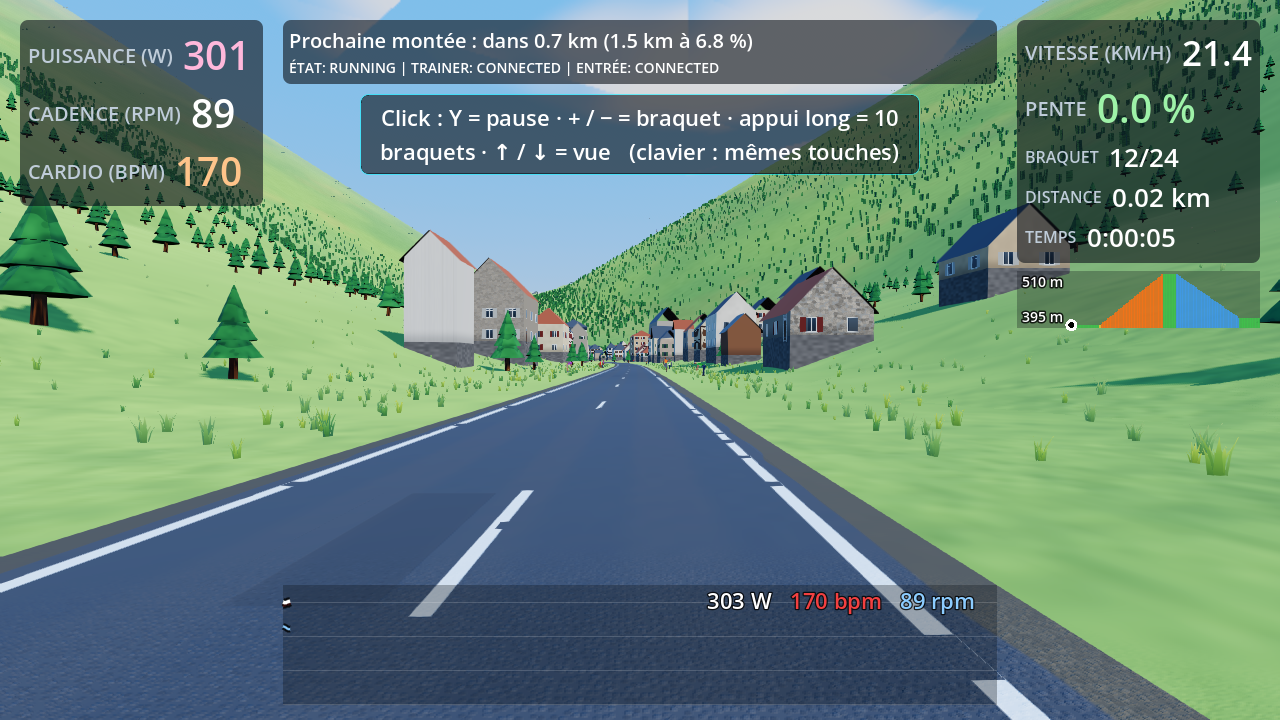 PUISSANCE (W) 301
CADENCE (RPM) 89
CARDIO (BPM) 170
Prochaine montée : dans 0.7 km (1.5 km à 6.8 %)
ÉTAT: RUNNING | TRAINER: CONNECTED | ENTRÉE: CONNECTED
Click : Y = pause · + / − = braquet · appui long = 10
braquets · ↑ / ↓ = vue (clavier : mêmes touches)
VITESSE (KM/H) 21.4
PENTE 0.0 %
BRAQUET 12/24
DISTANCE 0.02 km
TEMPS 0:00:05
510 m
395 m
303 W 170 bpm 89 rpm